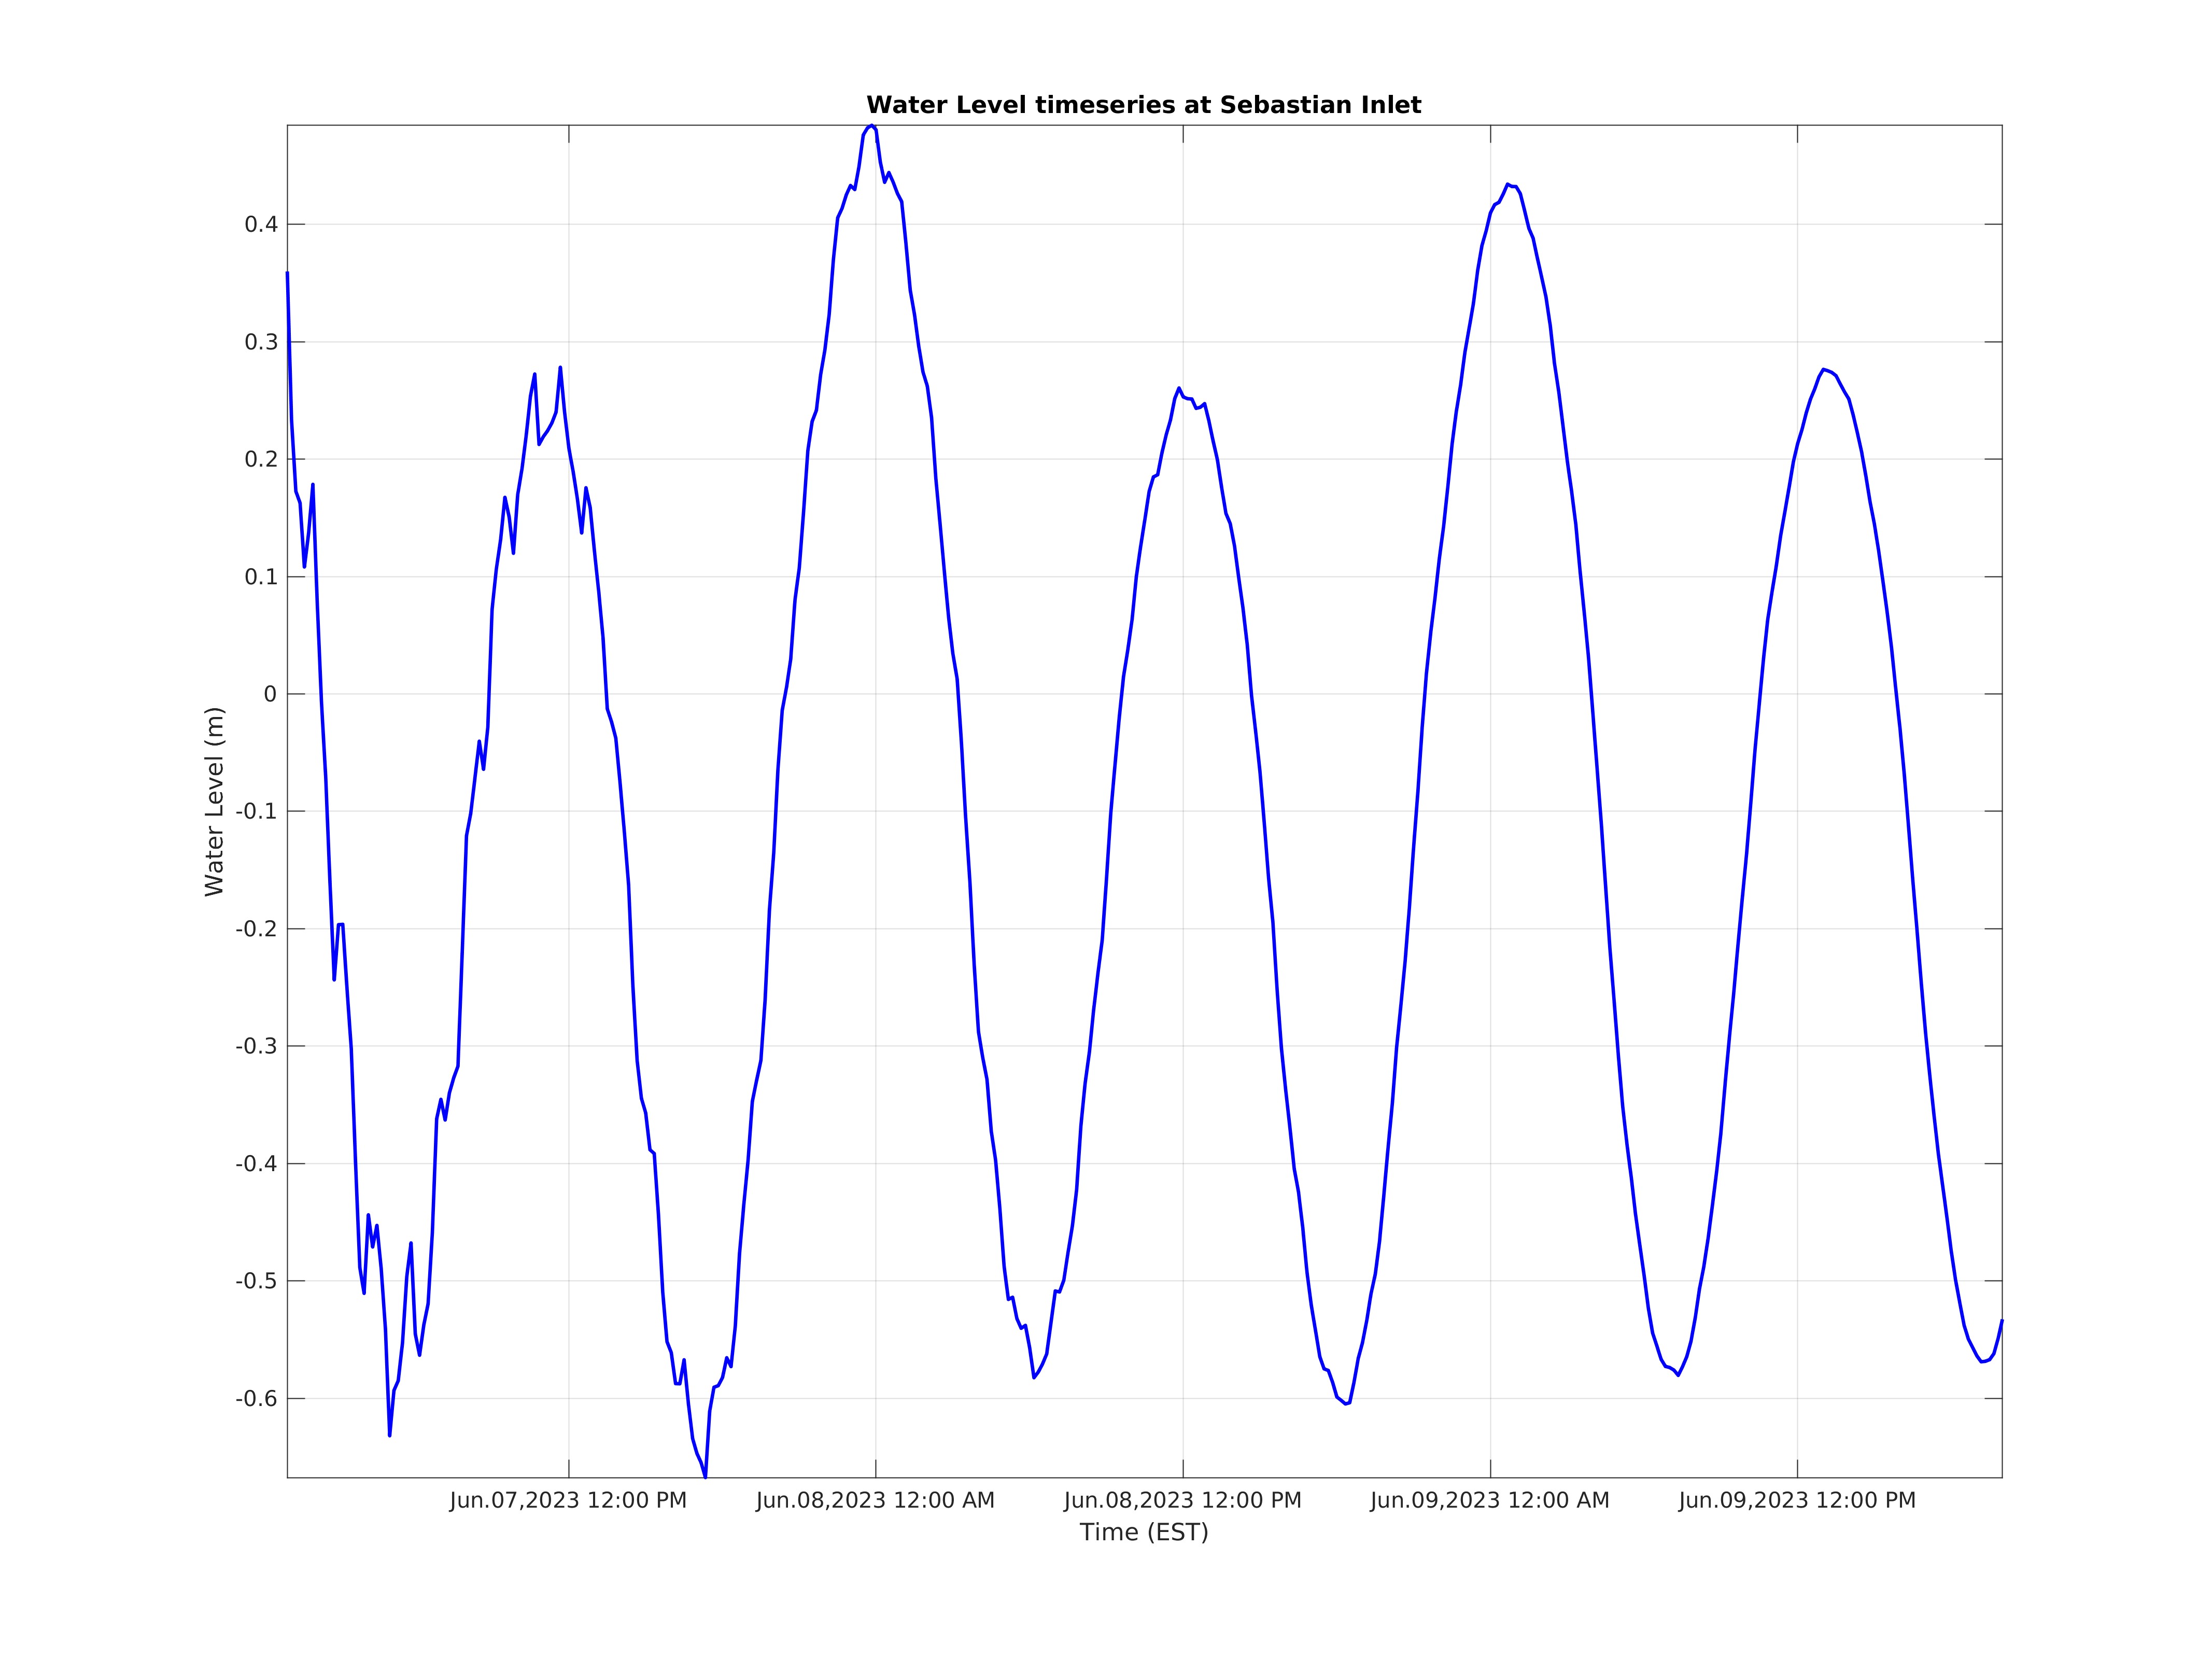 Water Level timeseries at Sebastian Inlet
0.4
0.3
0.2
0.1
0
-0.1
-0.2
-0.3
-0.4
-0.5
-0.6
Water Level (m)
Jun.07,2023 12:00 PM
Jun.08,2023 12:00 AM
Jun.08,2023 12:00 PM
Jun.09,2023 12:00 AM
Jun.09,2023 12:00 PM
Time (EST)